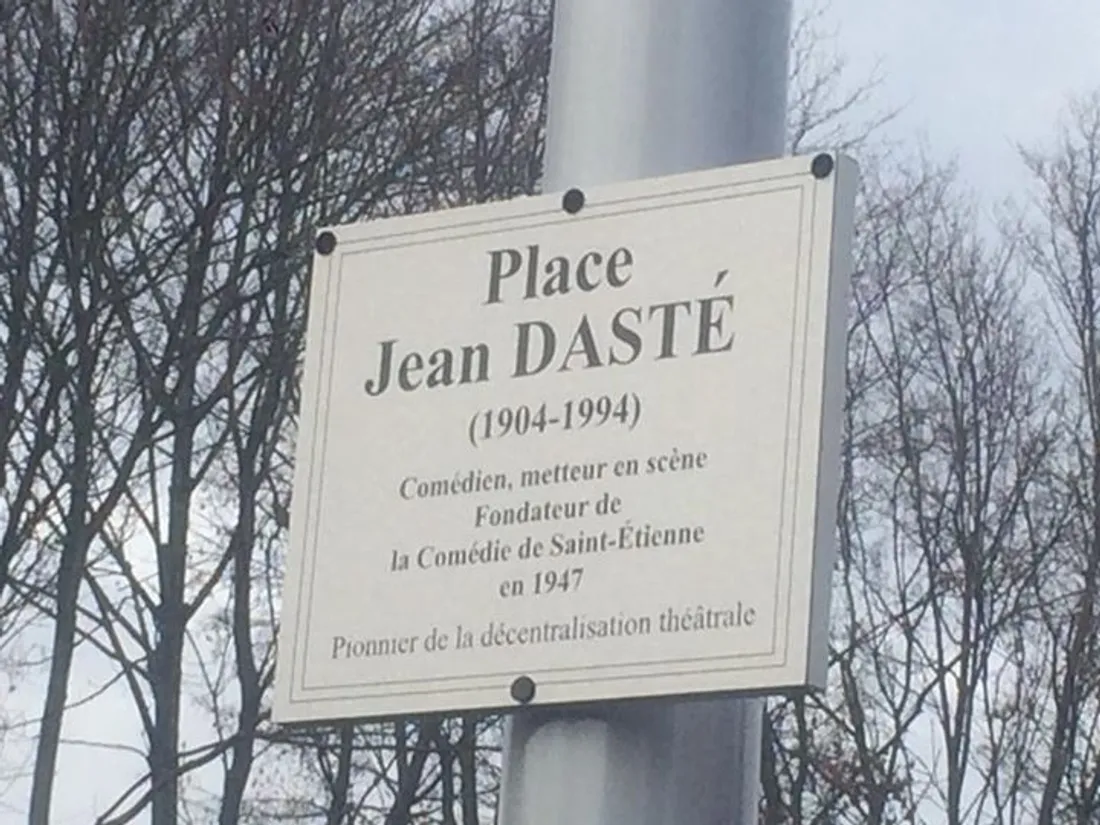 Place
Jean DASTÉ
(1904-1994)
Comédien, metteur en scène
Fondateur de
la Comédie de Saint-Étienne
en 1947
Pionnier de la décentralisation théâtrale